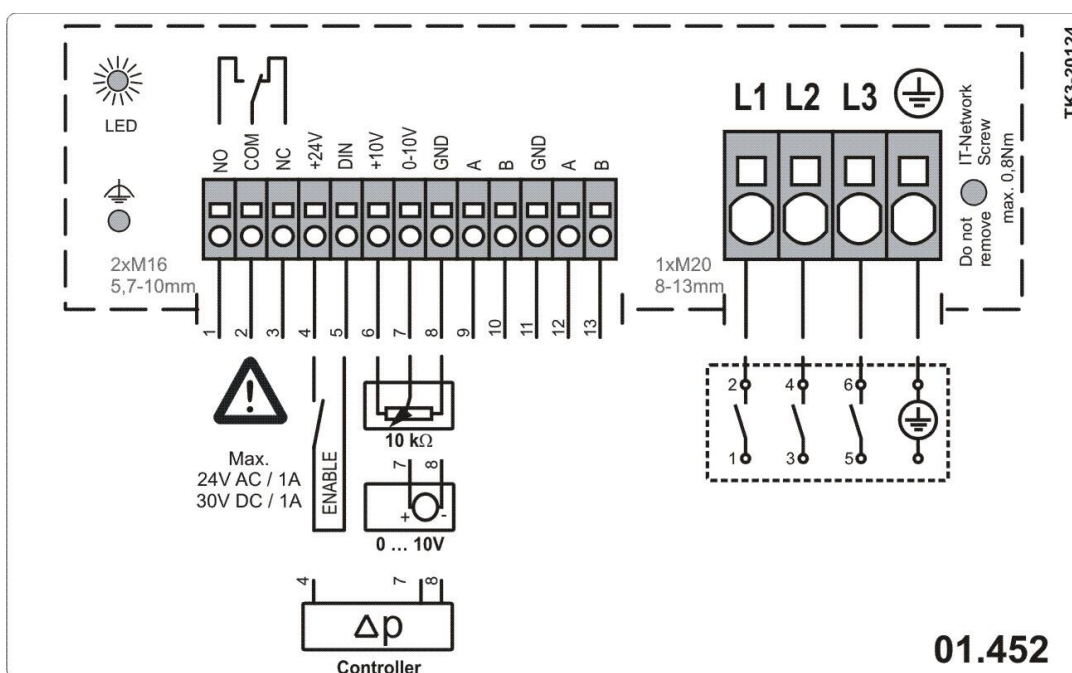 TK3-20124
LED
NO
COM
NC
+24V
DIN
+10V
0-10V
GND
A
B
GND
A
B
L1 L2 L3
Do not remove
IT-Network Screw
max. 0,8Nm
2xM16
5,7-10mm
1xM20
8-13mm
1
2
3
4
5
6
7
8
9
10
11
12
13
Max.
24V AC / 1A
30V DC / 1A
ENABLE
10 kΩ
7
8
+ -
0 ... 10V
4
7
8
Δp
Controller
2 4 6
1 3 5
01.452